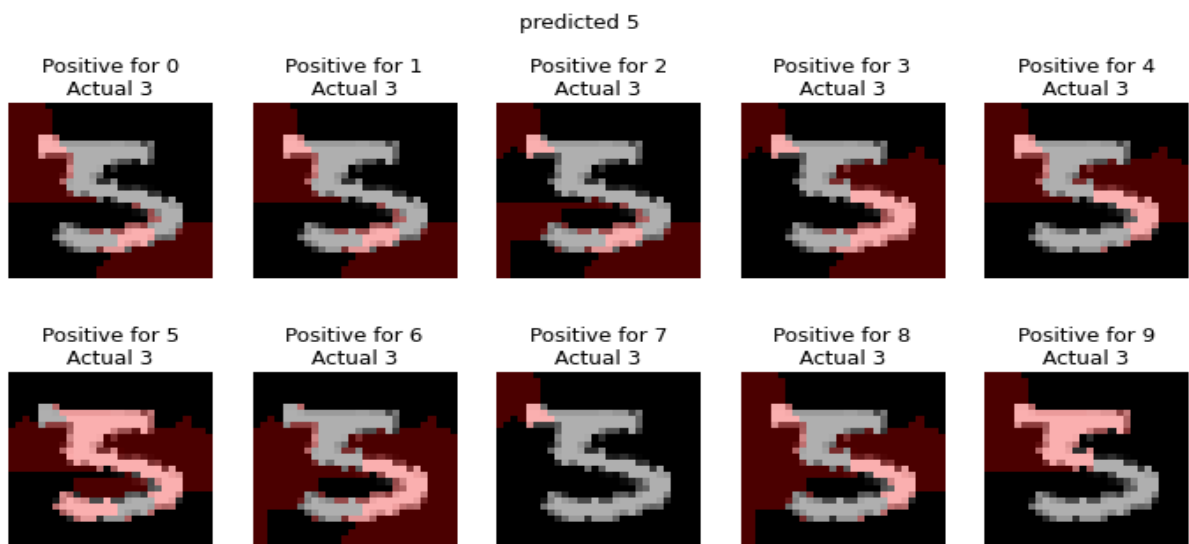 predicted 5
Positive for 0 Positive for 1 Positive for 2 Positive for 3 Positive for 4
Actual 3 Actual 3 Actual 3 Actual 3 Actual 3
Positive for 5 Positive for 6 Positive for 7 Positive for 8 Positive for 9
Actual 3 Actual 3 Actual 3 Actual 3 Actual 3